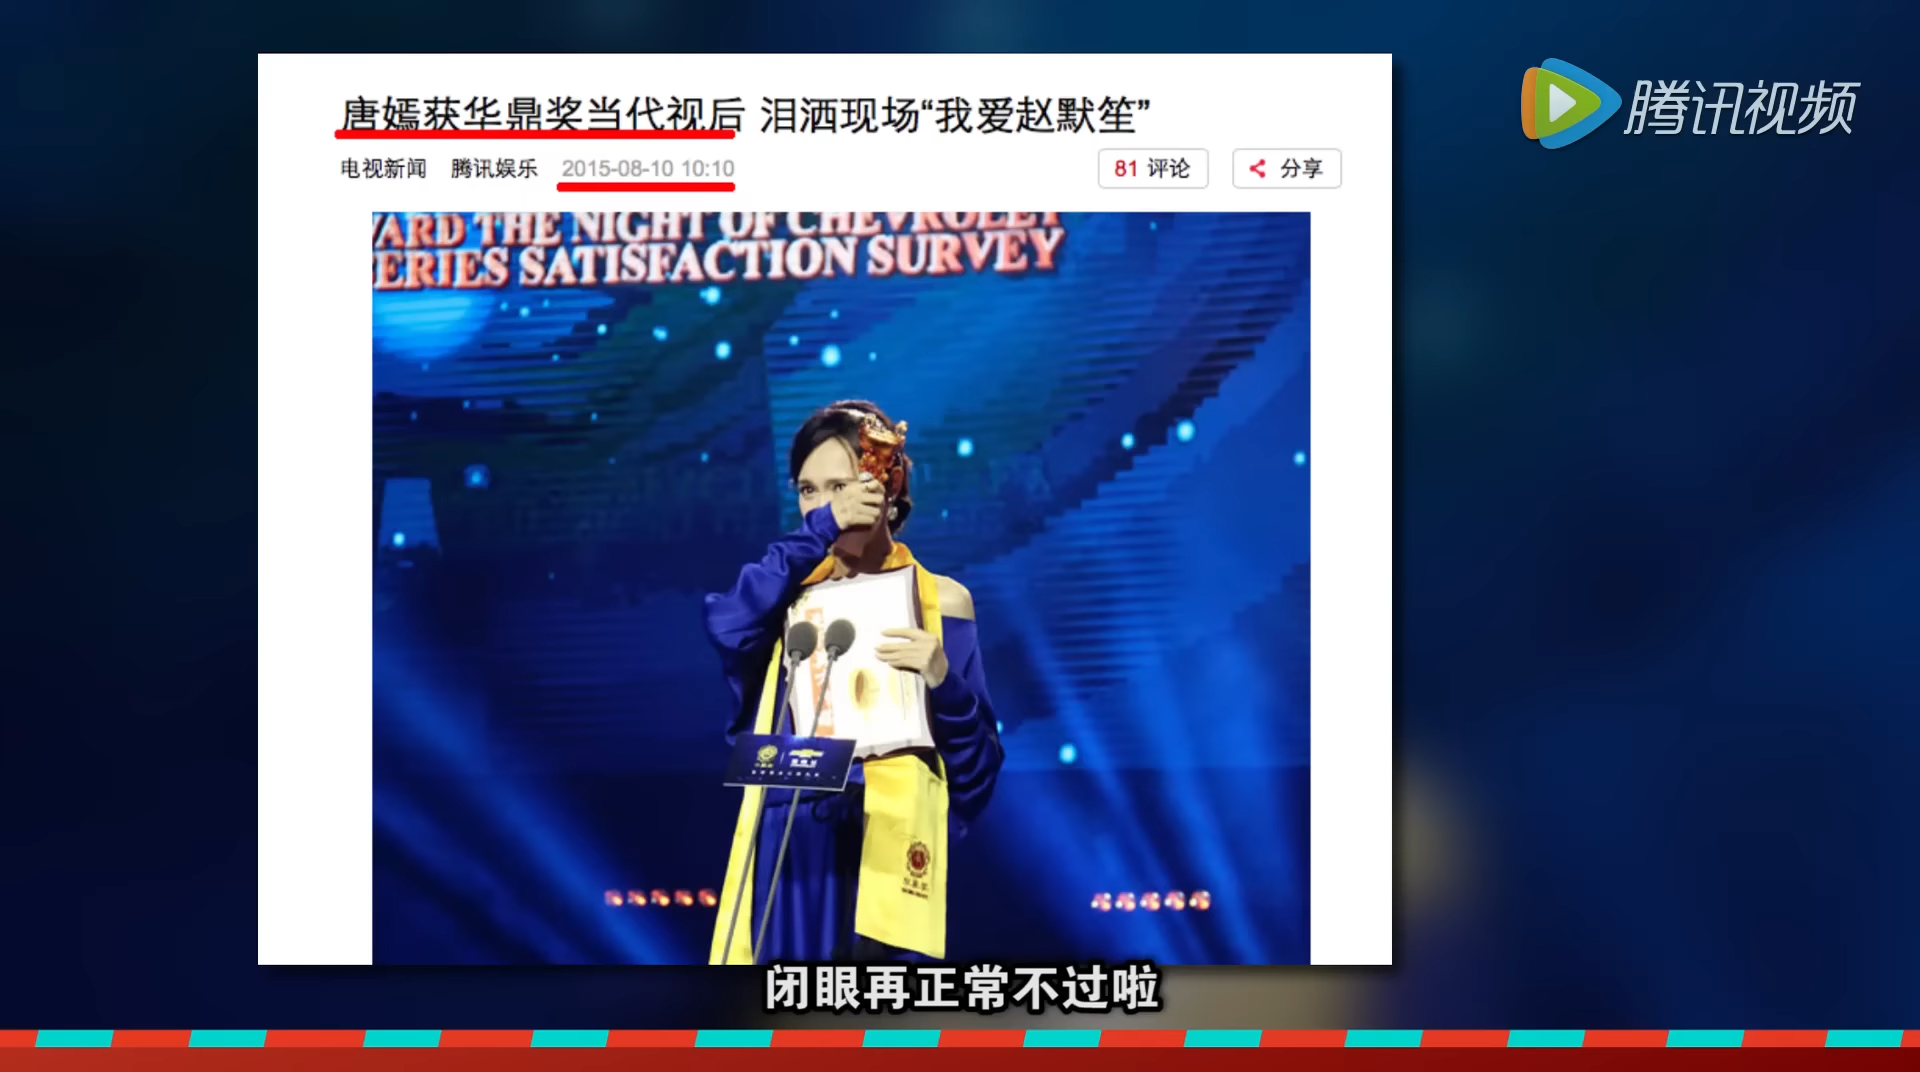 唐嫣获华鼎奖当代视后 泪洒现场“我爱赵默笙”
电视新闻 腾讯娱乐 2015-08-10 10:10
81 评论
分享
腾讯视频
THE NIGHT OF CHEVROLET
SATISFACTION SURVEY
闭眼再正常不过啦